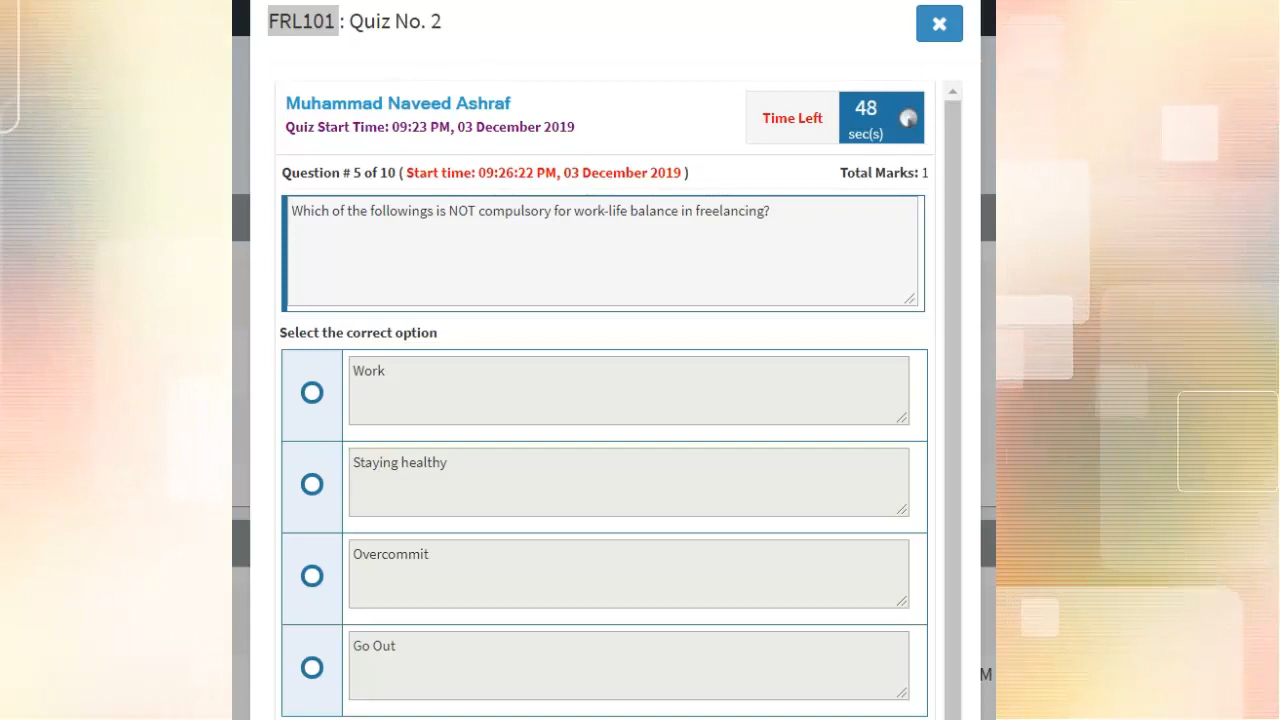 FRL101 : Quiz No. 2
Muhammad Naveed Ashraf
Quiz Start Time: 09:23 PM, 03 December 2019
Time Left
48
sec(s)
Question # 5 of 10 ( Start time: 09:26:22 PM, 03 December 2019 )
Total Marks: 1
Which of the followings is NOT compulsory for work-life balance in freelancing?
Select the correct option
Work
Staying healthy
Overcommit
Go Out
M